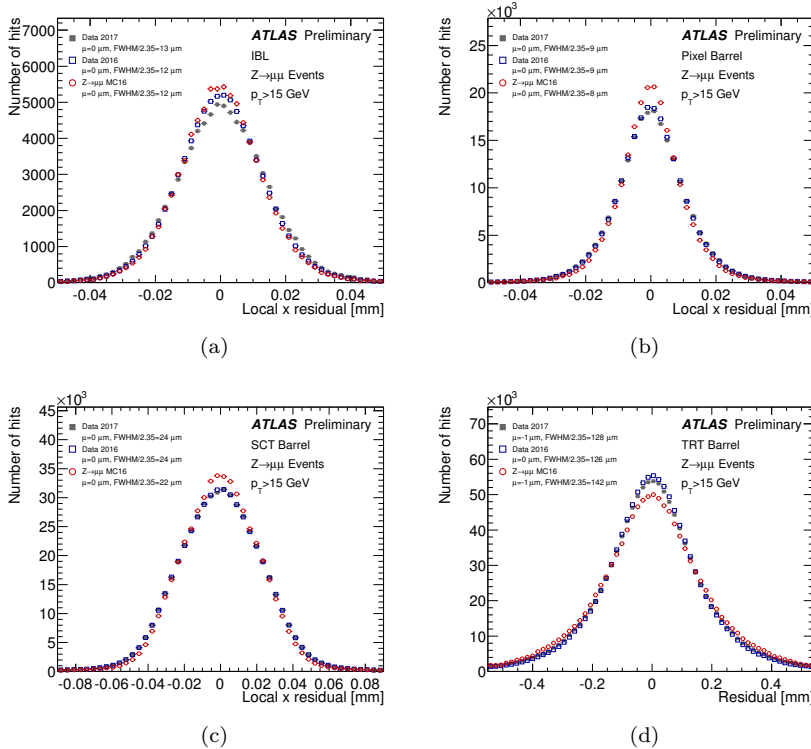 Number of hits
7000
6000
5000
4000
3000
2000
1000
0
Data 2017
μ=0 μm, FWHM/2.35=13 μm
Data 2016
μ=0 μm, FWHM/2.35=12 μm
Z→μμ MC16
μ=0 μm, FWHM/2.35=12 μm
ATLAS Preliminary
IBL
Z→μμ Events
pT>15 GeV
-0.04 -0.02 0 0.02 0.04
Local x residual [mm]
(a)
Number of hits
×10³
25
20
15
10
5
0
Data 2017
μ=0 μm, FWHM/2.35=9 μm
Data 2016
μ=0 μm, FWHM/2.35=9 μm
Z→μμ MC16
μ=0 μm, FWHM/2.35=8 μm
ATLAS Preliminary
Pixel Barrel
Z→μμ Events
pT>15 GeV
-0.04 -0.02 0 0.02 0.04
Local x residual [mm]
(b)
Number of hits
×10³
45
40
35
30
25
20
15
10
5
0
Data 2017
μ=0 μm, FWHM/2.35=24 μm
Data 2016
μ=0 μm, FWHM/2.35=24 μm
Z→μμ MC16
μ=0 μm, FWHM/2.35=22 μm
ATLAS Preliminary
SCT Barrel
Z→μμ Events
pT>15 GeV
-0.08 -0.06 -0.04 -0.02 0 0.02 0.04 0.06 0.08
Local x residual [mm]
(c)
Number of hits
×10³
70
60
50
40
30
20
10
0
Data 2017
μ=-1 μm, FWHM/2.35=128 μm
Data 2016
μ=0 μm, FWHM/2.35=126 μm
Z→μμ MC16
μ=-1 μm, FWHM/2.35=142 μm
ATLAS Preliminary
TRT Barrel
Z→μμ Events
pT>15 GeV
-0.4 -0.2 0 0.2 0.4
Residual [mm]
(d)